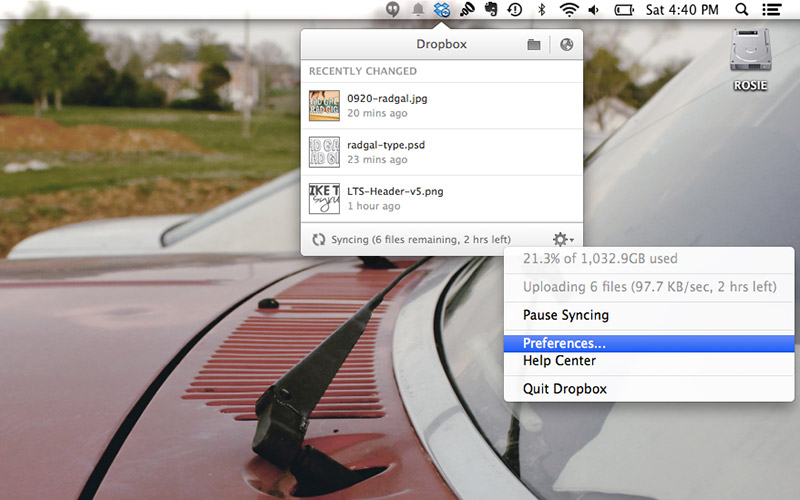 Sat 4:40 PM
Dropbox
RECENTLY CHANGED
0920-radgal.jpg
20 mins ago
radgal-type.psd
23 mins ago
IKE T
LTS-Header-v5.png
1 hour ago
Syncing (6 files remaining, 2 hrs left)
21.3% of 1,032.9GB used
Uploading 6 files (97.7 KB/sec, 2 hrs left)
Pause Syncing
Preferences...
Help Center
Quit Dropbox
ROSIE